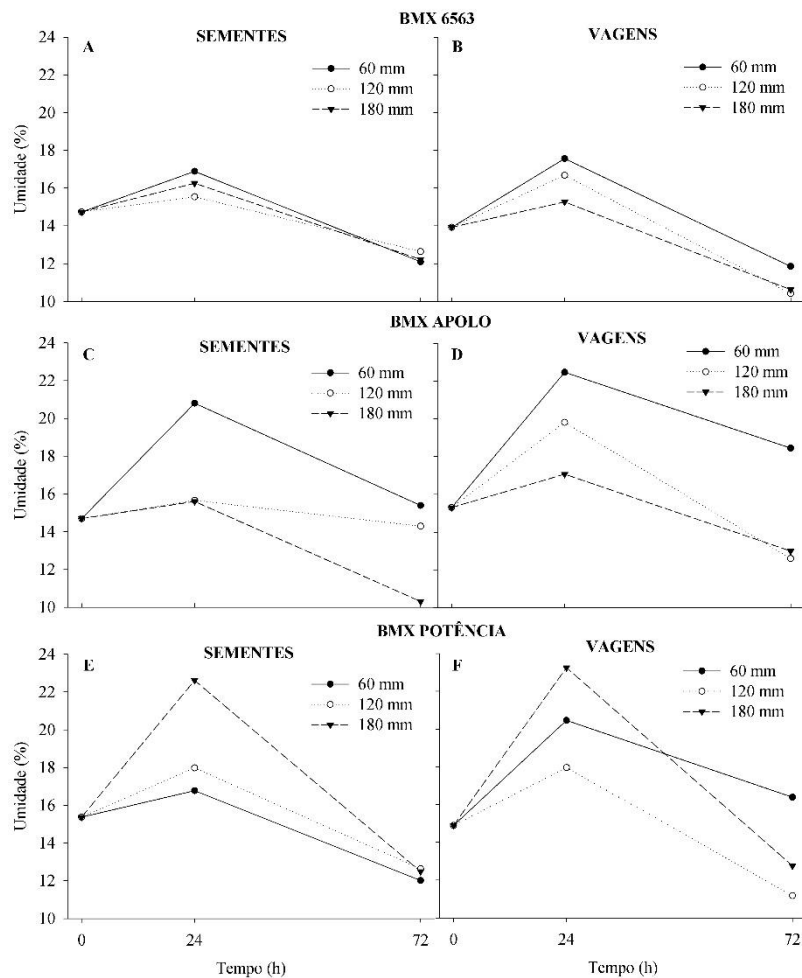 BMX 6563
A
SEMENTES
60 mm
120 mm
180 mm
B
VAGENS
60 mm
120 mm
180 mm
Umidade (%)
24
22
20
18
16
14
12
10
BMX APOLO
C
SEMENTES
60 mm
120 mm
180 mm
D
VAGENS
60 mm
120 mm
180 mm
Umidade (%)
24
22
20
18
16
14
12
10
BMX POTÊNCIA
E
SEMENTES
60 mm
120 mm
180 mm
F
VAGENS
60 mm
120 mm
180 mm
Umidade (%)
24
22
20
18
16
14
12
10
0
24
72
Tempo (h)
0
24
72
Tempo (h)